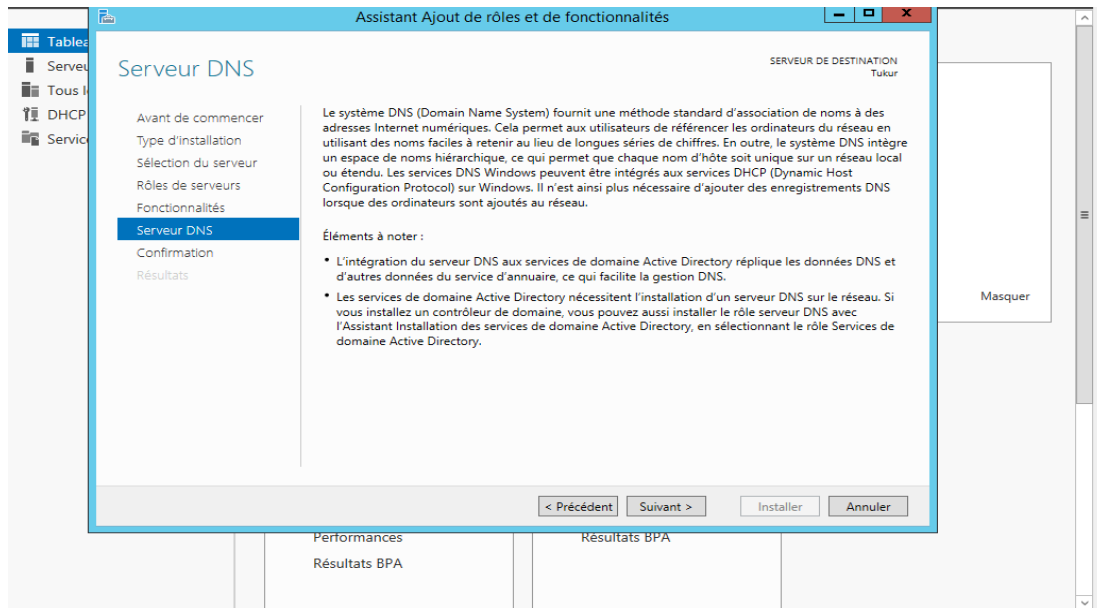 Assistant Ajout de rôles et de fonctionnalités
Tablea
Serveu
Tous l
DHCP
Service
Serveur DNS
SERVEUR DE DESTINATION
Tukur
Avant de commencer
Type d'installation
Sélection du serveur
Rôles de serveurs
Fonctionnalités
Serveur DNS
Confirmation
Résultats
Le système DNS (Domain Name System) fournit une méthode standard d'association de noms à des
adresses Internet numériques. Cela permet aux utilisateurs de référencer les ordinateurs du réseau en
utilisant des noms faciles à retenir au lieu de longues séries de chiffres. En outre, le système DNS intègre
un espace de noms hiérarchique, ce qui permet que chaque nom d'hôte soit unique sur un réseau local
ou étendu. Les services DNS Windows peuvent être intégrés aux services DHCP (Dynamic Host
Configuration Protocol) sur Windows. Il n'est ainsi plus nécessaire d'ajouter des enregistrements DNS
lorsque des ordinateurs sont ajoutés au réseau.
Éléments à noter :
• L'intégration du serveur DNS aux services de domaine Active Directory réplique les données DNS et
d'autres données du service d'annuaire, ce qui facilite la gestion DNS.
• Les services de domaine Active Directory nécessitent l'installation d'un serveur DNS sur le réseau. Si
vous installez un contrôleur de domaine, vous pouvez aussi installer le rôle serveur DNS avec
l'Assistant Installation des services de domaine Active Directory, en sélectionnant le rôle Services de
domaine Active Directory.
Masquer
< Précédent
Suivant >
Installer
Annuler
Performances
Résultats BPA
Résultats BPA